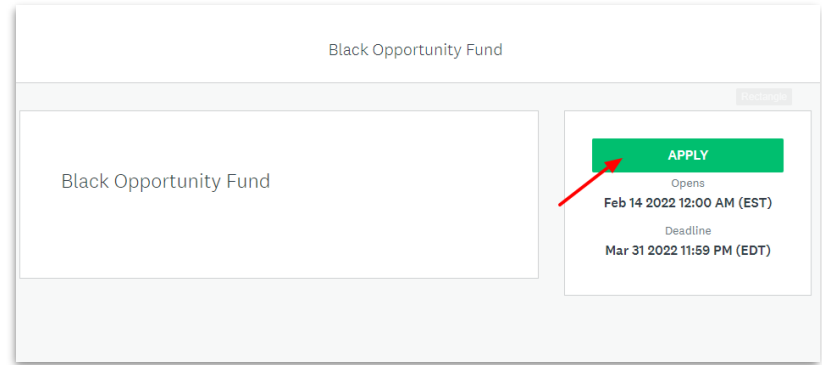 Black Opportunity Fund
Rectangle
Black Opportunity Fund
APPLY
Opens
Feb 14 2022 12:00 AM (EST)
Deadline
Mar 31 2022 11:59 PM (EDT)